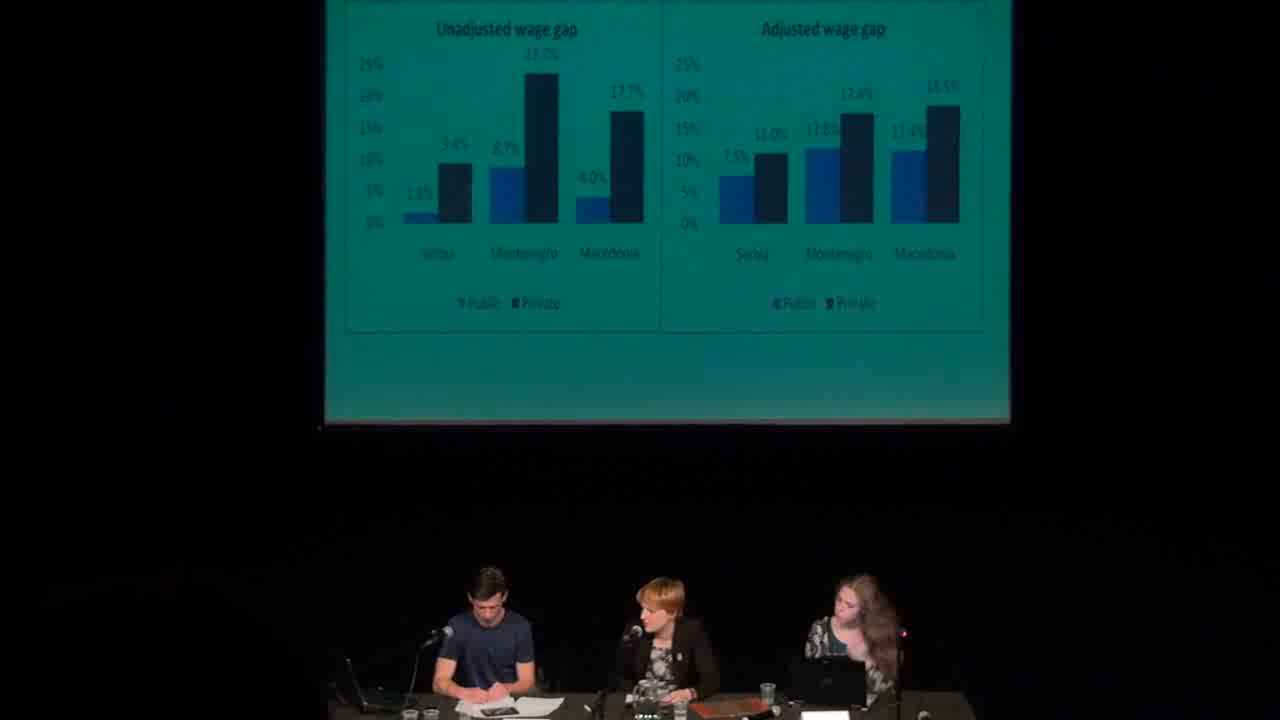 Unadjusted wage gap
25%
20%
15%
10%
5%
0%
1.8%
9.4%
8.7%
23.7%
4.0%
17.7%
Serbia
Montenegro
Macedonia
Public
Private
Adjusted wage gap
25%
20%
15%
10%
5%
0%
7.5%
11.0%
11.8%
17.4%
11.4%
18.5%
Serbia
Montenegro
Macedonia
Public
Private